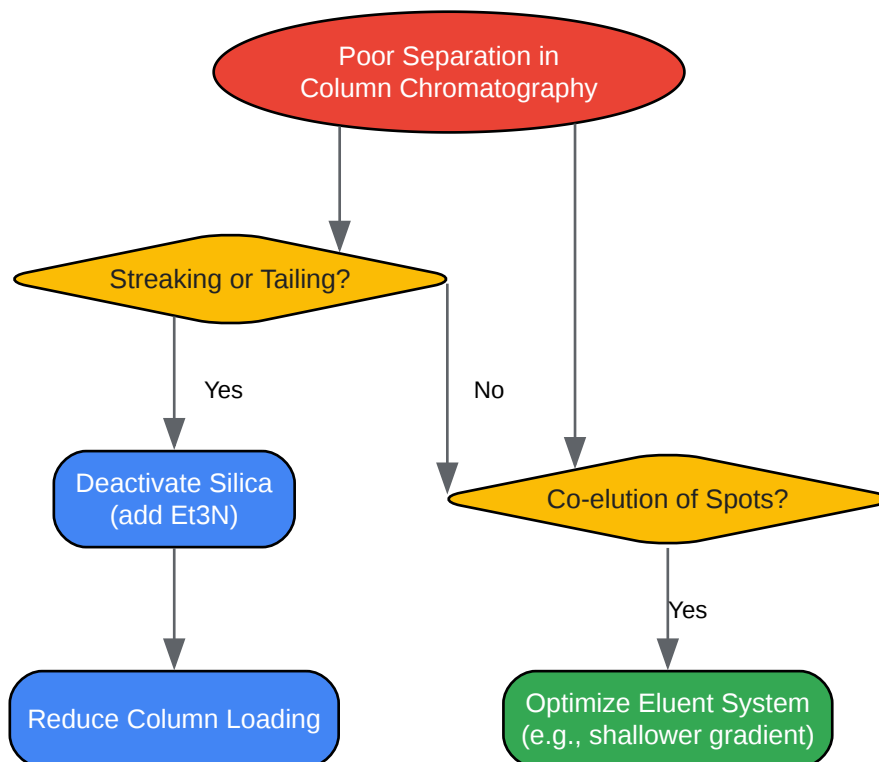 Poor Separation in
Column Chromatography
Streaking or Tailing?
Yes
No
Deactivate Silica
(add Et3N)
Co-elution of Spots?
Yes
Reduce Column Loading
Optimize Eluent System
(e.g., shallower gradient)